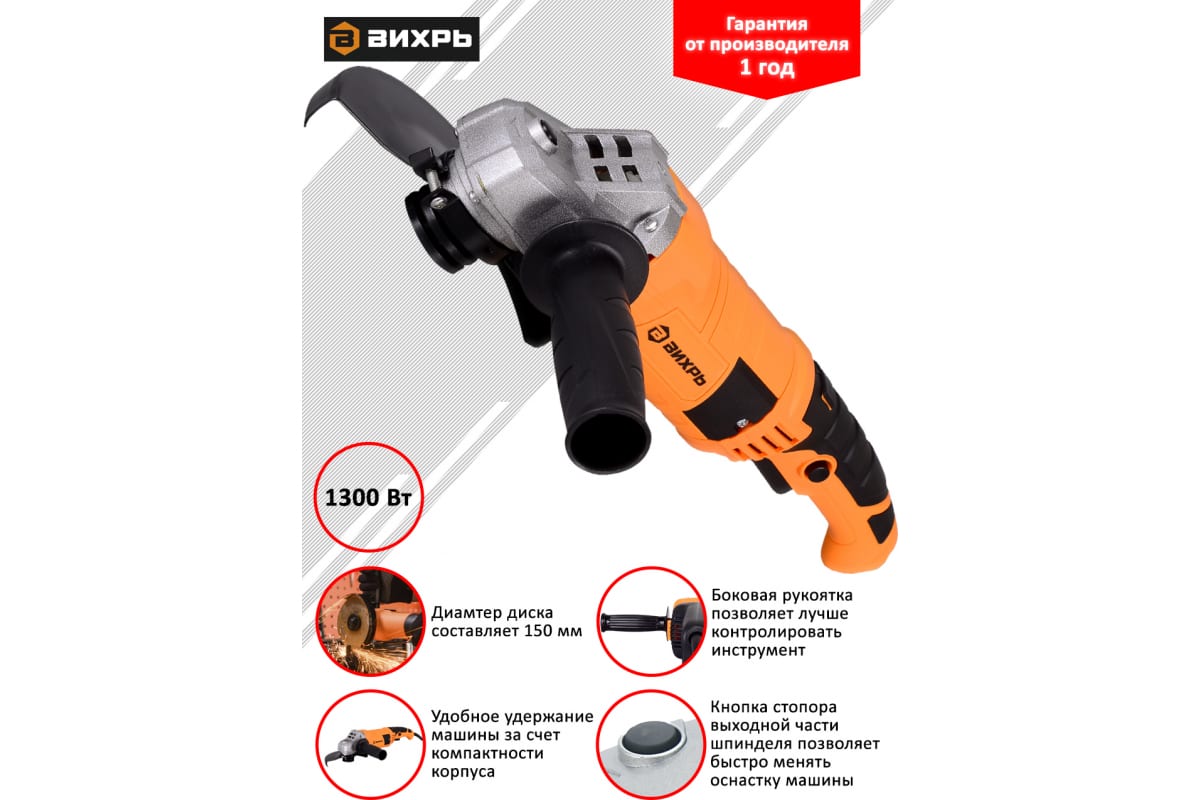 ВИХРЬ
Гарантия
от производителя
1 год
ВИХРЬ
1300 Вт
Диамтер диска
составляет 150 мм
Боковая рукоятка
позволяет лучше
контролировать
инструмент
Удобное удержание
машины за счет
компактности
корпуса
Кнопка стопора
выходной части
шпинделя позволяет
быстро менять
оснастку машины